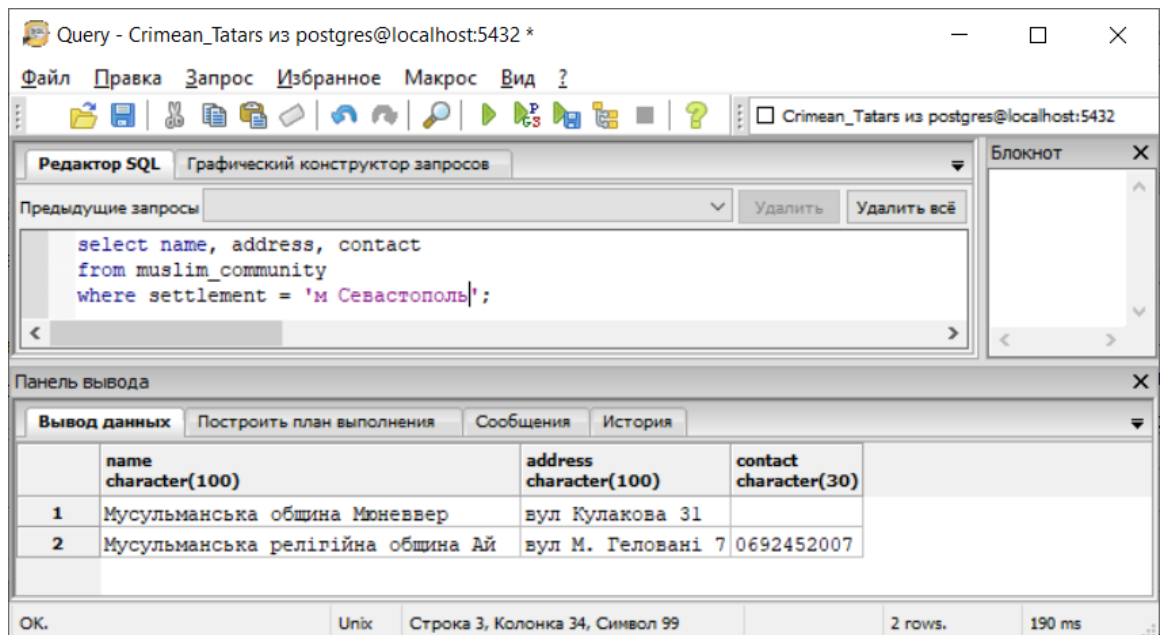 Query - Crimean_Tatars из postgres@localhost:5432 *
Файл Правка Запрос Избранное Макрос Вид ?
Crimean_Tatars из postgres@localhost:5432
Редактор SQL Графический конструктор запросов
Блокнот
Предыдущие запросы Удалить Удалить всё
select name, address, contact
from muslim_community
where settlement = 'м Севастополь';
Панель вывода
Вывод данных Построить план выполнения Сообщения История
name address contact
character(100) character(100) character(30)
1 Мусульманська община Мюневвер вул Кулакова 31
2 Мусульманська релігійна община Ай вул М. Геловані 7 0692452007
OK. Unix Строка 3, Колонка 34, Символ 99 2 rows. 190 ms